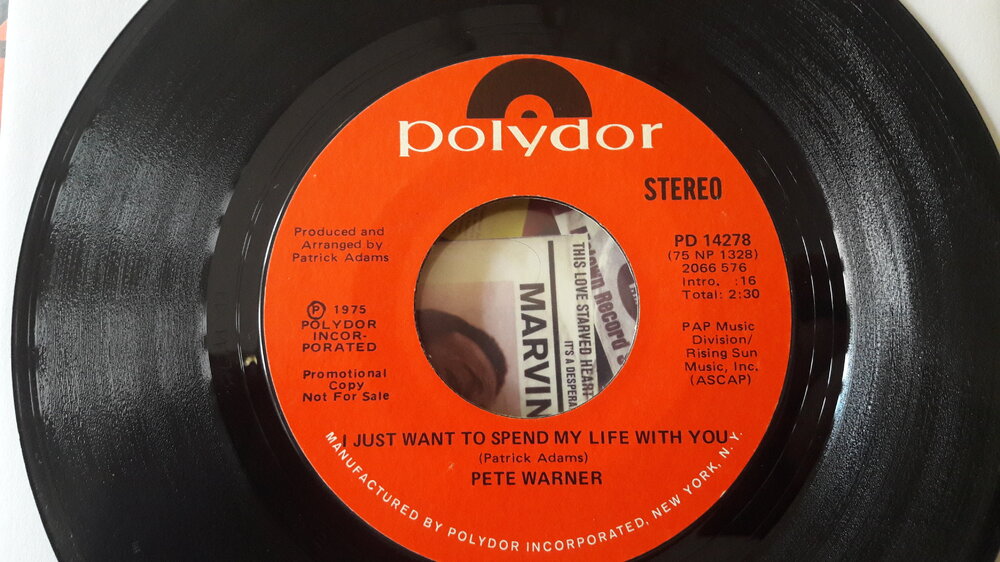 polydor
STEREO
Produced and
Arranged by
Patrick Adams
PD 14278
(75 NP 1328)
2066 576
Intro. :16
Total: 2:30
℗ 1975
POLYDOR
INCOR-
PORATED
Promotional
Copy
Not For Sale
PAP Music
Division/
Rising Sun
Music, Inc.
(ASCAP)
MARVIN
THIS LOVE STARVED HEART
IT'S A DESPERA
Record
I JUST WANT TO SPEND MY LIFE WITH YOU
(Patrick Adams)
PETE WARNER
MANUFACTURED BY POLYDOR INCORPORATED, NEW YORK, N.Y.